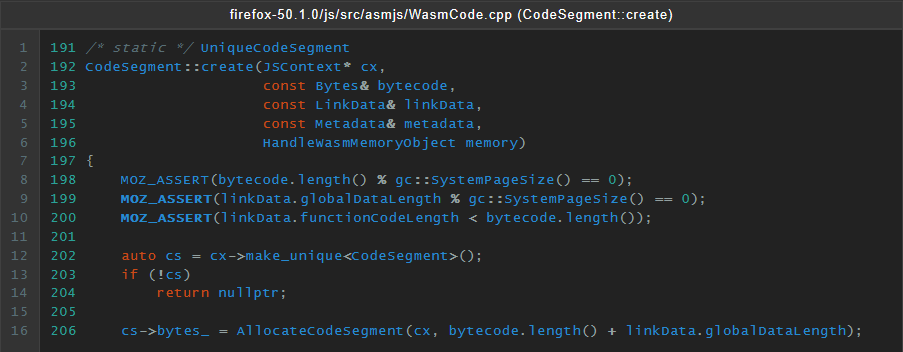 firefox-50.1.0/js/src/asmjs/WasmCode.cpp (CodeSegment::create)
1 191 /* static */ UniqueCodeSegment
2 192 CodeSegment::create(JSContext* cx,
3 193                     const Bytes& bytecode,
4 194                     const LinkData& linkData,
5 195                     const Metadata& metadata,
6 196                     HandleWasmMemoryObject memory)
7 197 {
8 198     MOZ_ASSERT(bytecode.length() % gc::SystemPageSize() == 0);
9 199     MOZ_ASSERT(linkData.globalDataLength % gc::SystemPageSize() == 0);
10 200     MOZ_ASSERT(linkData.functionCodeLength < bytecode.length());
11 201
12 202     auto cs = cx->make_unique<CodeSegment>();
13 203     if (!cs)
14 204         return nullptr;
15 205
16 206     cs->bytes_ = AllocateCodeSegment(cx, bytecode.length() + linkData.globalDataLength);